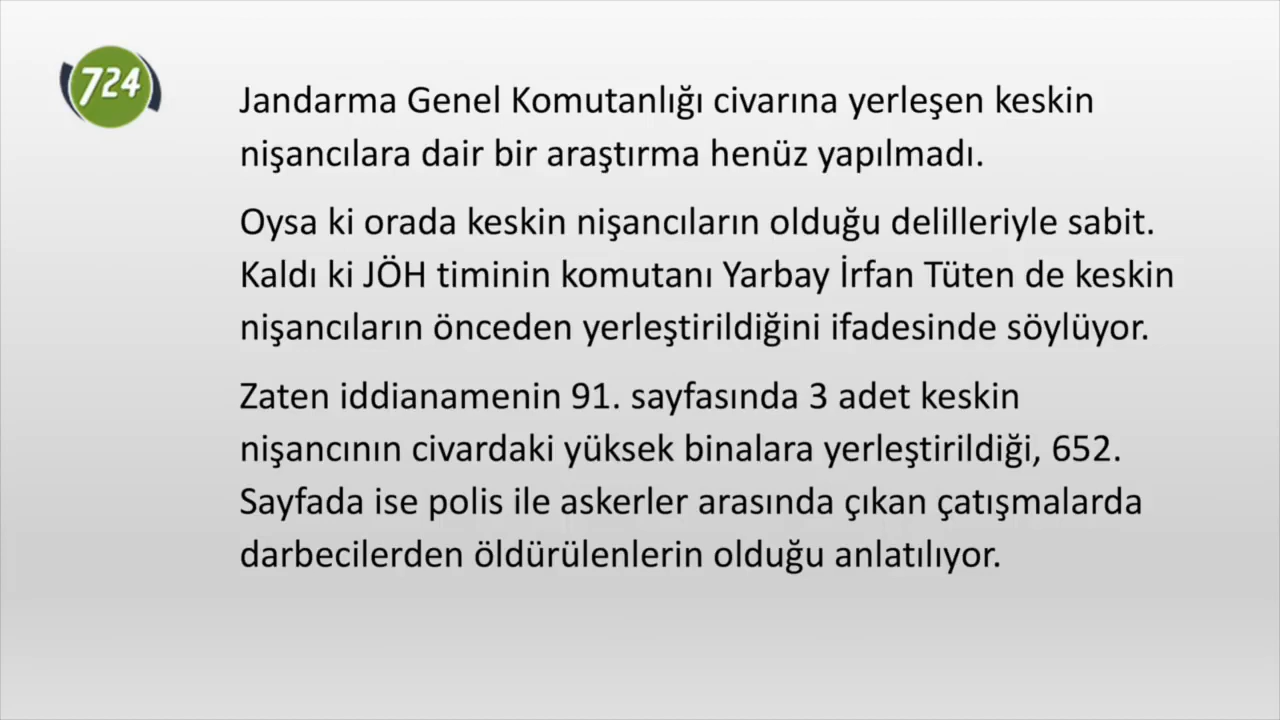 724
Jandarma Genel Komutanlığı civarına yerleşen keskin
nişancılara dair bir araştırma henüz yapılmadı.
Oysa ki orada keskin nişancıların olduğu delilleriyle sabit.
Kaldı ki JÖH timinin komutanı Yarbay İrfan Tüten de keskin
nişancıların önceden yerleştirildiğini ifadesinde söylüyor.
Zaten iddianamenin 91. sayfasında 3 adet keskin
nişancının civardaki yüksek binalara yerleştirildiği, 652.
Sayfada ise polis ile askerler arasında çıkan çatışmalarda
darbecilerden öldürülenlerin olduğu anlatılıyor.